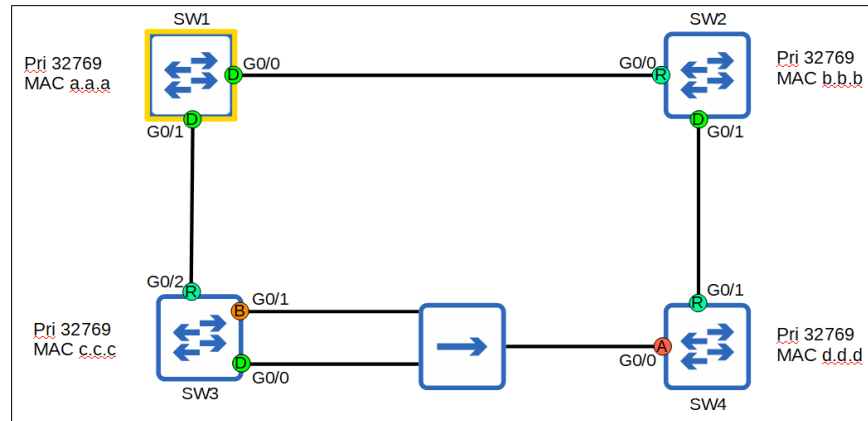 SW1
SW2
Pri 32769
MAC a.a.a
G0/0
D
G0/0
R
Pri 32769
MAC b.b.b
D
G0/1
D
G0/1
G0/2
R
G0/1
R
B
G0/1
Pri 32769
MAC c.c.c
D
G0/0
SW3
A
G0/0
Pri 32769
MAC d.d.d
SW4